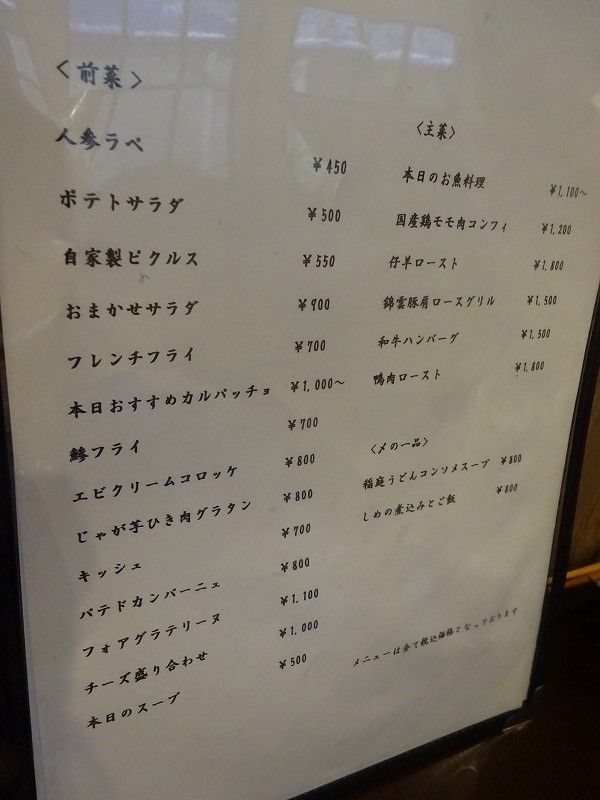 〈前菜〉
人参ラペ ¥450
ポテトサラダ ¥500
自家製ピクルス ¥550
おまかせサラダ ¥900
フレンチフライ ¥700
本日おすすめカルパッチョ ¥1,000～
鯵フライ ¥700
エビクリームコロッケ ¥800
じゃが芋ひき肉グラタン ¥800
キッシュ ¥700
パテドカンパーニュ ¥800
フォアグラテリーヌ ¥1,100
チーズ盛り合わせ ¥1,000
本日のスープ ¥500
〈主菜〉
本日のお魚料理 ¥1,100～
国産鶏モモ肉コンフィ ¥1,200
仔羊ロースト ¥1,800
錦雲豚肩ロースグリル ¥1,500
和牛ハンバーグ ¥1,500
鴨肉ロースト ¥1,800
〈〆の一品〉
稲庭うどんコンソメスープ ¥800
しめの煮込みとご飯 ¥800
メニューは全て税込価格となっております